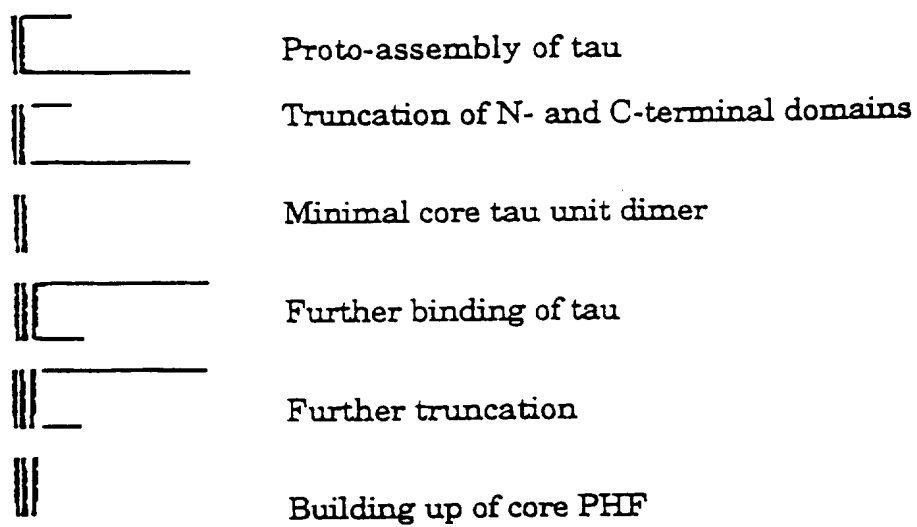 Proto-assembly of tau
Truncation of N- and C-terminal domains
Minimal core tau unit dimer
Further binding of tau
Further truncation
Building up of core PHF